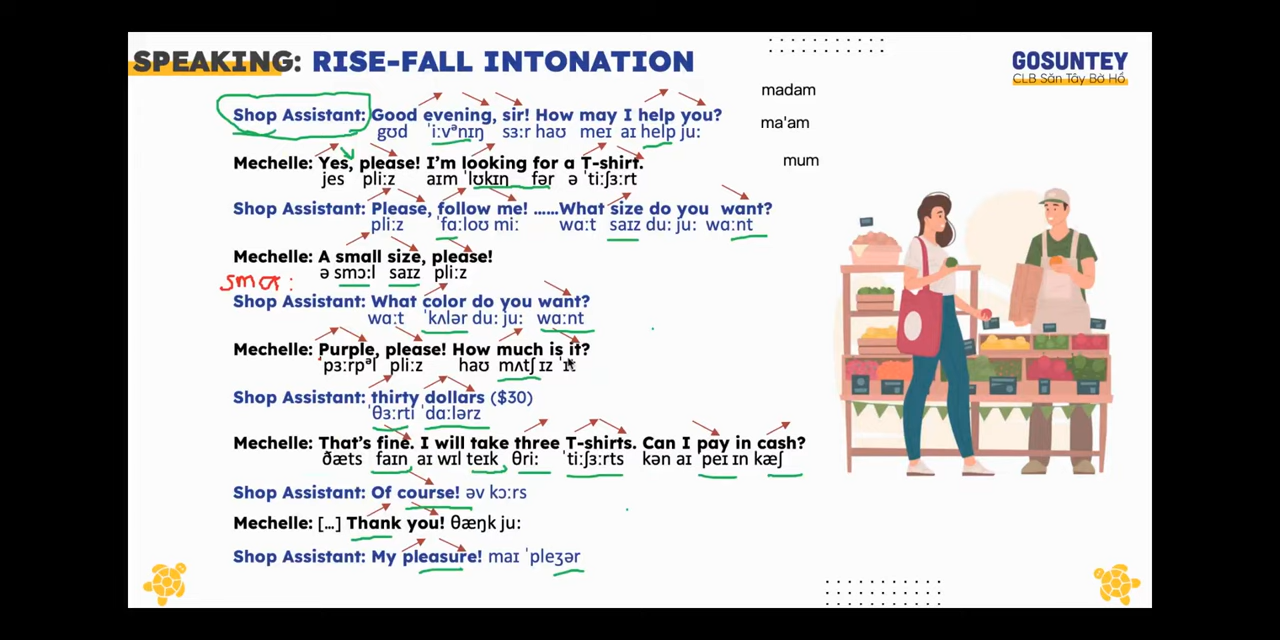 SPEAKING: RISE-FALL INTONATION
GOSUNTEY
CLB Săn Tây Bờ Hồ
madam
ma'am
mum
Shop Assistant: Good evening, sir! How may I help you?
gʊd ˈiːvᵊnɪŋ sɜːr haʊ meɪ aɪ help juː
Mechelle: Yes, please! I'm looking for a T-shirt.
jes pliːz aɪm ˈlʊkɪŋ fər ə ˈtiːʃɜːrt
Shop Assistant: Please, follow me! ......What size do you want?
pliːz ˈfɑːloʊ miː wɑːt saɪz duː juː wɑːnt
Mechelle: A small size, please!
ə smɔːl saɪz pliːz
Shop Assistant: What color do you want?
wɑːt ˈkʌlər duː juː wɑːnt
Mechelle: Purple, please! How much is it?
ˈpɜːrpᵊl pliːz haʊ mʌtʃ ɪz ˈɪt
Shop Assistant: thirty dollars ($30)
ˈθɜːrti ˈdɑːlərz
Mechelle: That's fine. I will take three T-shirts. Can I pay in cash?
ðæts faɪn aɪ wɪl teɪk θriː ˈtiːʃɜːrts kən aɪ ˈpeɪ ɪn kæʃ
Shop Assistant: Of course! əv kɔːrs
Mechelle: [...] Thank you! θæŋk juː
Shop Assistant: My pleasure! maɪ ˈpleʒər